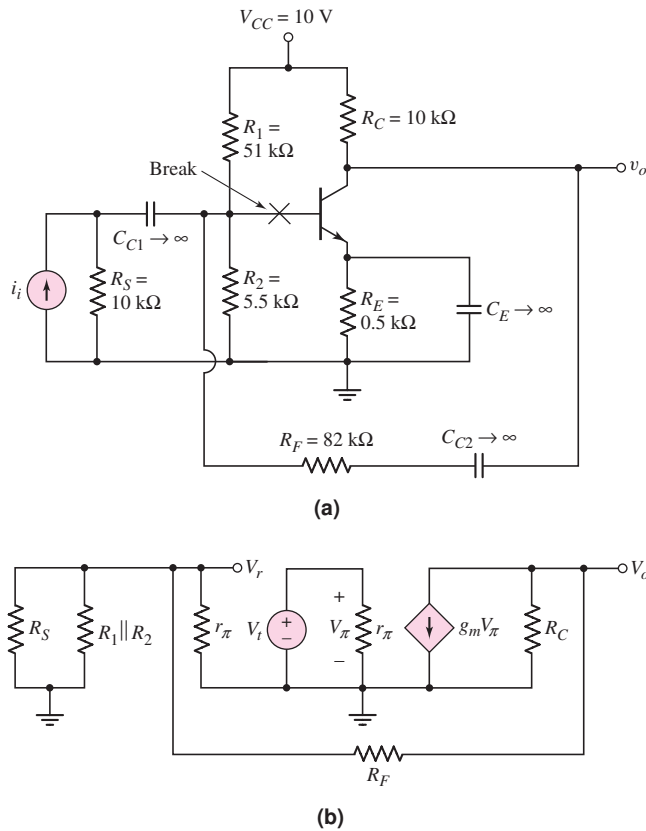 V_CC = 10 V
R_1 =
51 kΩ
R_C = 10 kΩ
Break
v_o
C_C1 → ∞
i_i
R_S =
10 kΩ
R_2 =
5.5 kΩ
R_E =
0.5 kΩ
C_E → ∞
R_F = 82 kΩ
C_C2 → ∞
(a)
V_r
V_o
R_S
R_1||R_2
r_π
V_t
+
−
+
V_π
−
r_π
g_mV_π
R_C
R_F
(b)